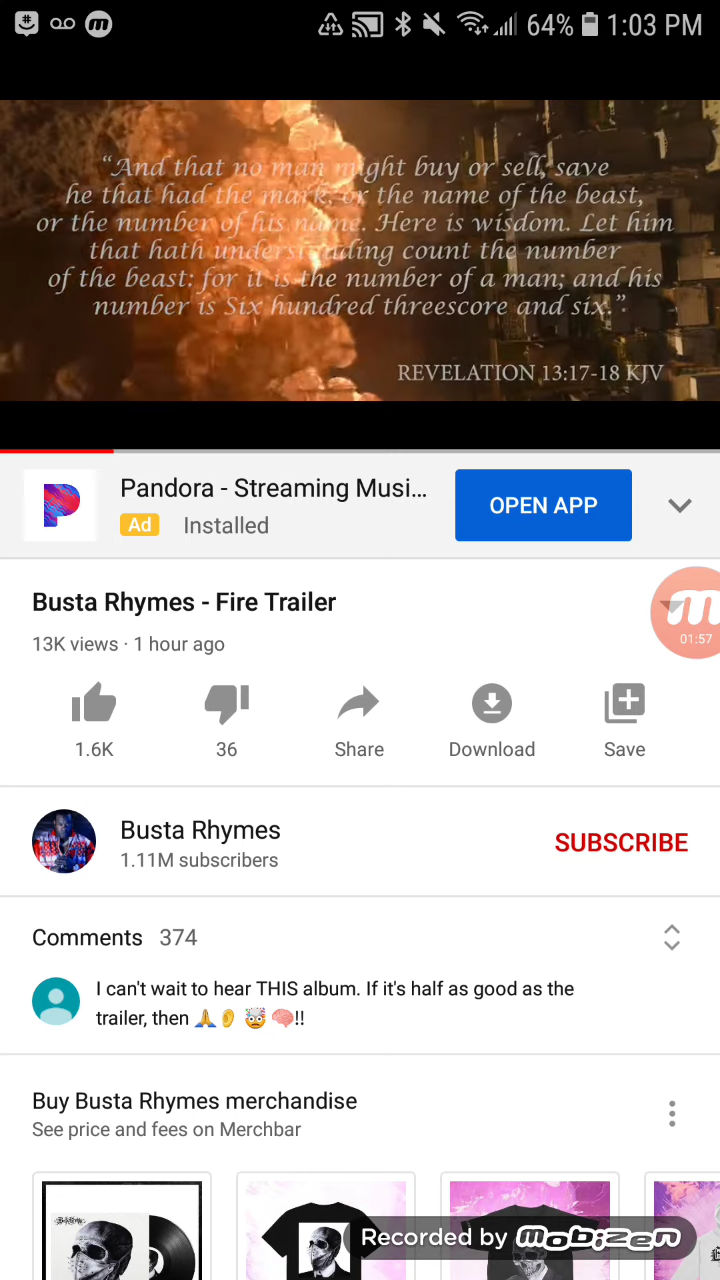 64% 1:03 PM
“And that no man might buy or sell, save
he that had the mark, or the name of the beast,
or the number of his name. Here is wisdom. Let him
that hath understanding count the number
of the beast: for it is the number of a man; and his
number is Six hundred threescore and six.”
REVELATION 13:17-18 KJV
Pandora - Streaming Musi...
OPEN APP
Ad Installed
Busta Rhymes - Fire Trailer
13K views · 1 hour ago
01:57
1.6K 36 Share Download Save
Busta Rhymes
1.11M subscribers
SUBSCRIBE
Comments 374
I can't wait to hear THIS album. If it's half as good as the
trailer, then 🙏👂🤯🧠!!
Buy Busta Rhymes merchandise
See price and fees on Merchbar
Recorded by mobizen